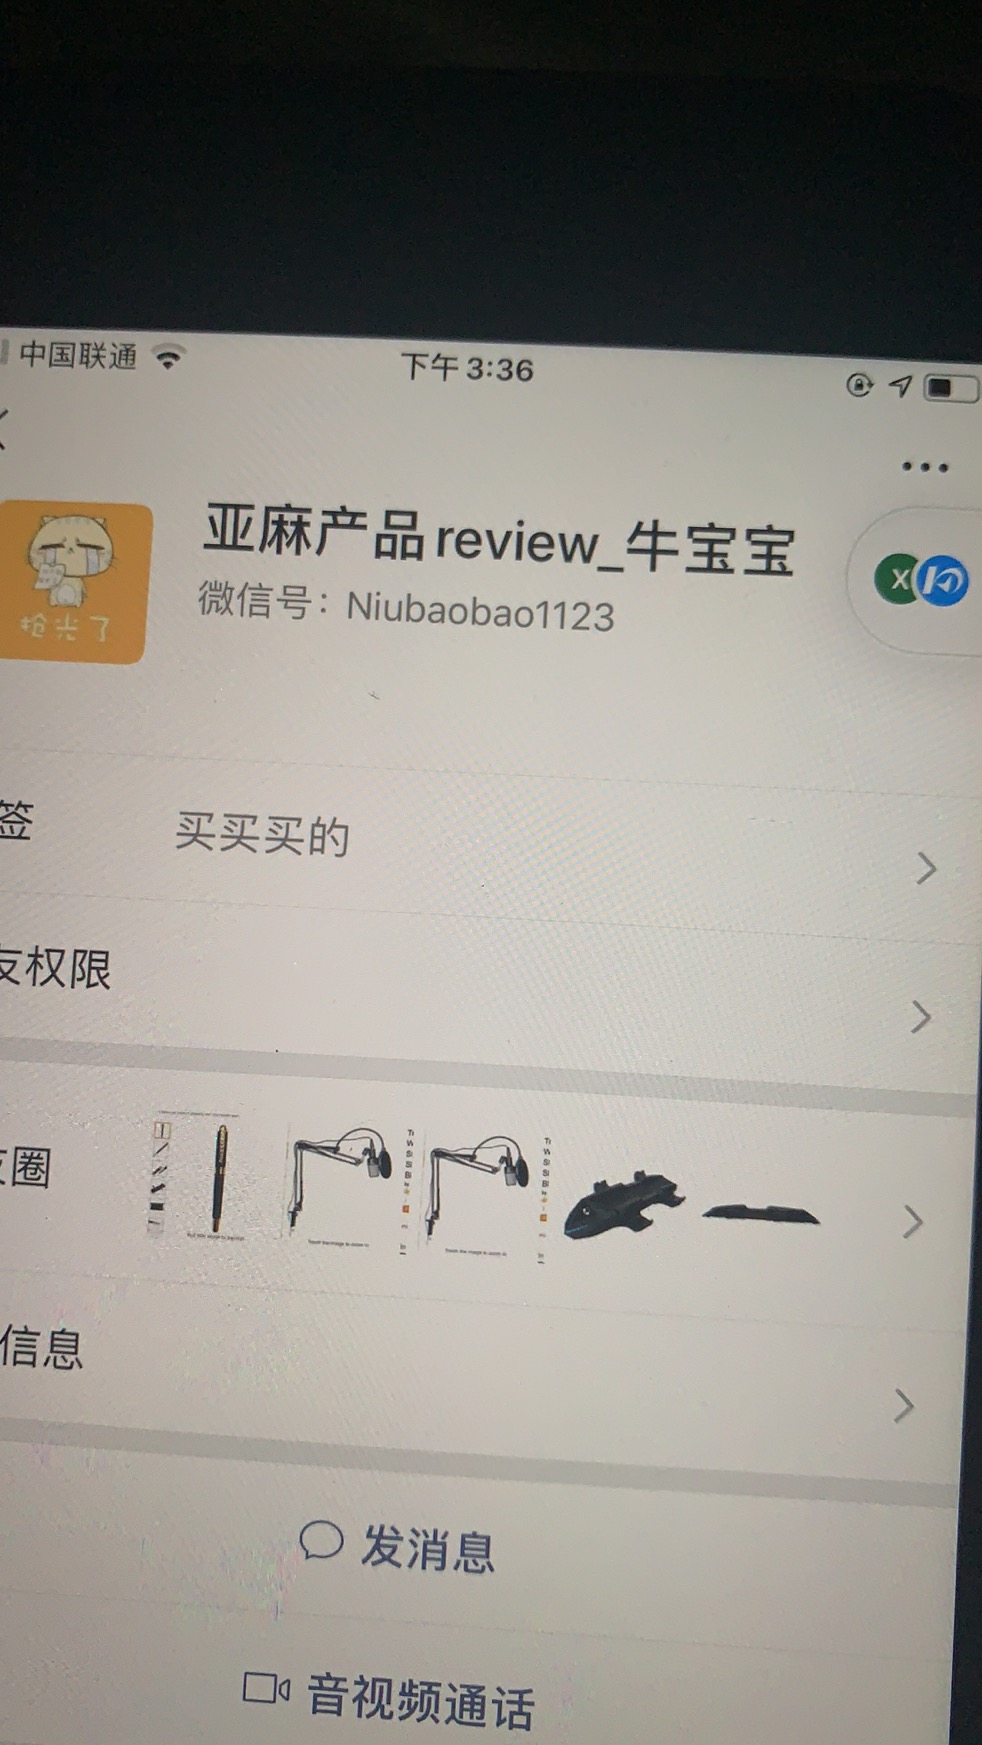 中国联通
下午3:36
亚麻产品review_牛宝宝
微信号：Niubaobao1123
抢光了
签
买买买的
友权限
友圈
信息
发消息
音视频通话